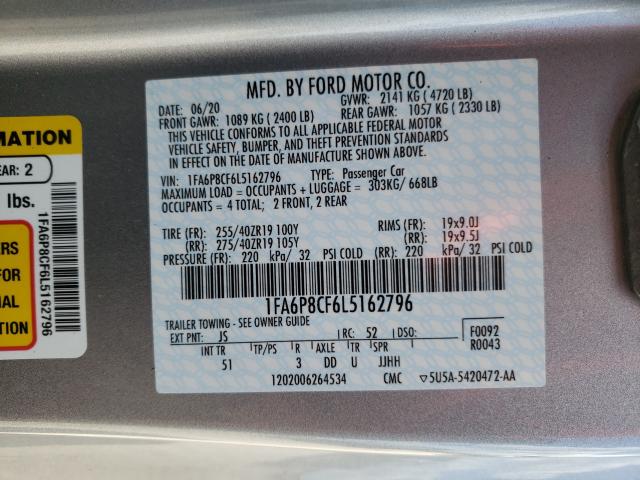 MFD. BY FORD MOTOR CO.
DATE: 06/20 GVWR: 2141 KG ( 4720 LB)
FRONT GAWR: 1089 KG ( 2400 LB) REAR GAWR: 1057 KG ( 2330 LB)
THIS VEHICLE CONFORMS TO ALL APPLICABLE FEDERAL MOTOR
VEHICLE SAFETY, BUMPER, AND THEFT PREVENTION STANDARDS
IN EFFECT ON THE DATE OF MANUFACTURE SHOWN ABOVE.
VIN: 1FA6P8CF6L5162796 TYPE: Passenger Car
MAXIMUM LOAD = OCCUPANTS + LUGGAGE = 303KG/ 668LB
OCCUPANTS = 4 TOTAL; 2 FRONT, 2 REAR
TIRE (FR): 255/40ZR19 100Y RIMS (FR): 19x9.0J
(RR): 275/40ZR19 105Y (RR): 19x9.5J
PRESSURE (FR): 220 kPa/ 32 PSI COLD (RR): 220 kPa/ 32 PSI COLD
1FA6P8CF6L5162796
TRAILER TOWING - SEE OWNER GUIDE
EXT PNT: JS RC: 52 DSO: F0092
INT TR TP/PS R AXLE TR SPR R0043
51 3 DD U JJHH
1202006264534 CMC ▽5U5A-5420472-AA
MATION
EAR: 2
lbs.
ERS
FOR
NAL
ION
1FA6P8CF6L5162796